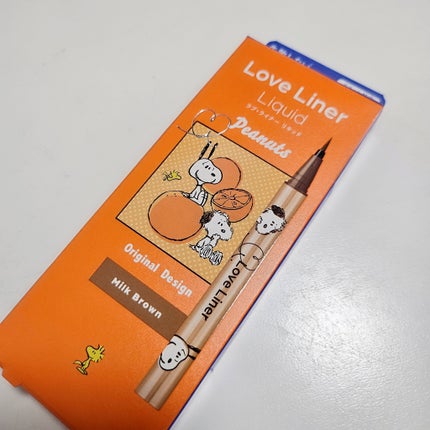 Love Liner
Liquid
ラブ・ライナー リキッド
Peanuts
Original Design
Milk Brown
Love Liner